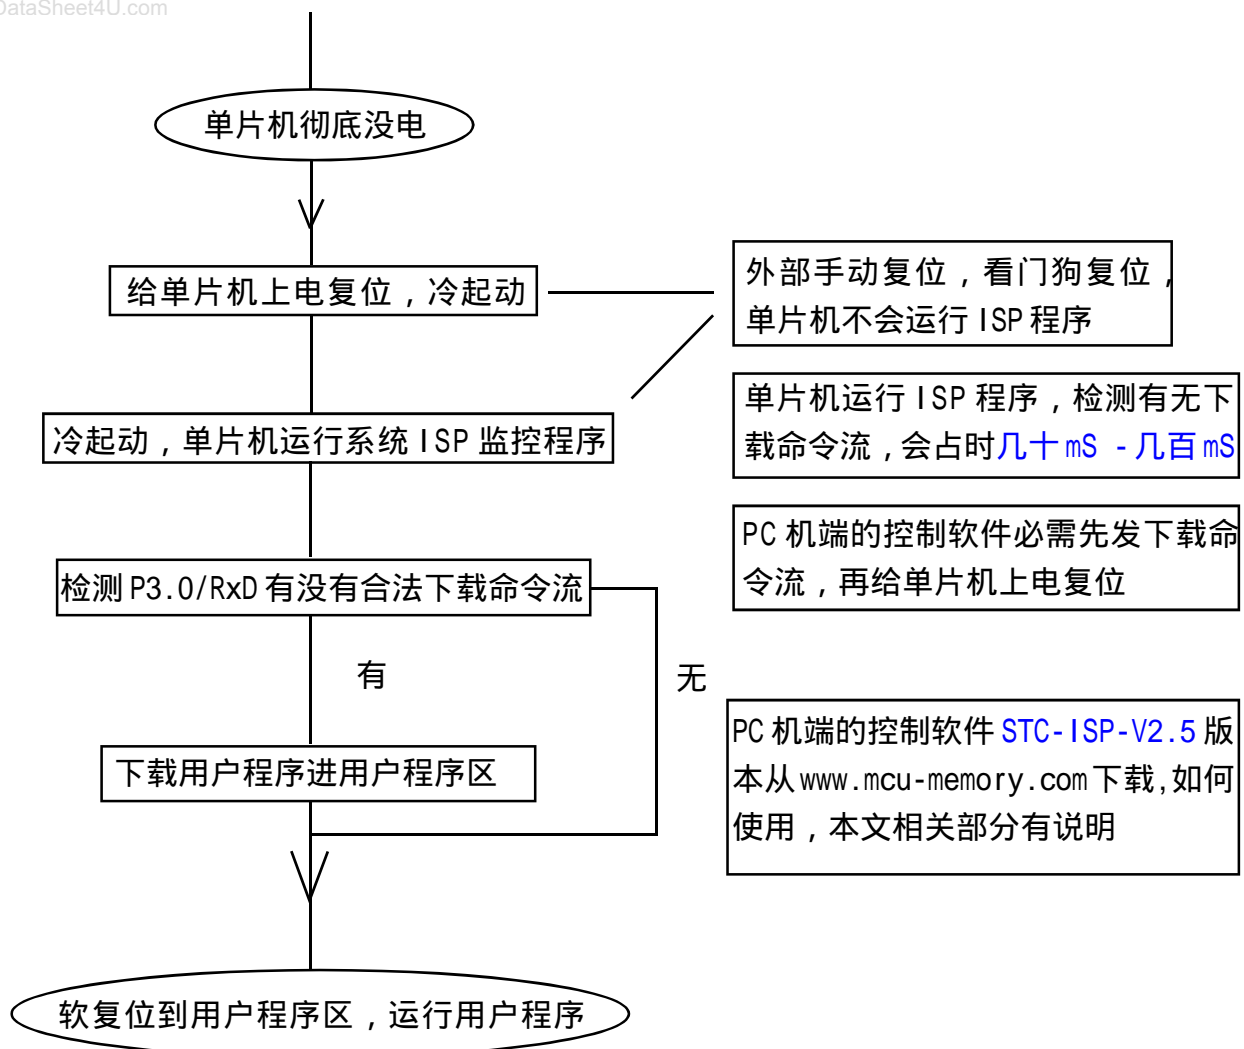 DataSheet4U.com
单片机彻底没电
给单片机上电复位，冷起动
外部手动复位，看门狗复位，
单片机不会运行 ISP 程序
单片机运行 ISP 程序，检测有无下
载命令流，会占时几十 mS - 几百 mS
冷起动，单片机运行系统 ISP 监控程序
PC 机端的控制软件必需先发下载命
令流，再给单片机上电复位
检测 P3.0/RxD 有没有合法下载命令流
有
无
PC 机端的控制软件 STC-ISP-V2.5 版
本从 www.mcu-memory.com 下载,如何
使用，本文相关部分有说明
下载用户程序进用户程序区
软复位到用户程序区，运行用户程序